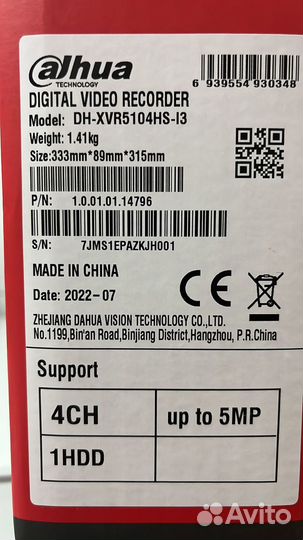 alhua
TECHNOLOGY
6 939554 930348
DIGITAL VIDEO RECORDER
Model: DH-XVR5104HS-I3
Weight: 1.41kg
Size:333mm*89mm*315mm
P/N: 1.0.01.01.14796
S/N: 7JMS1EPAZKJH001
MADE IN CHINA
Date: 2022-07
CE
ZHEJIANG DAHUA VISION TECHNOLOGY CO., LTD.
No.1199,Bin'an Road,Binjiang District,Hangzhou, P.R.China
Support
4CH up to 5MP
1HDD
Avito